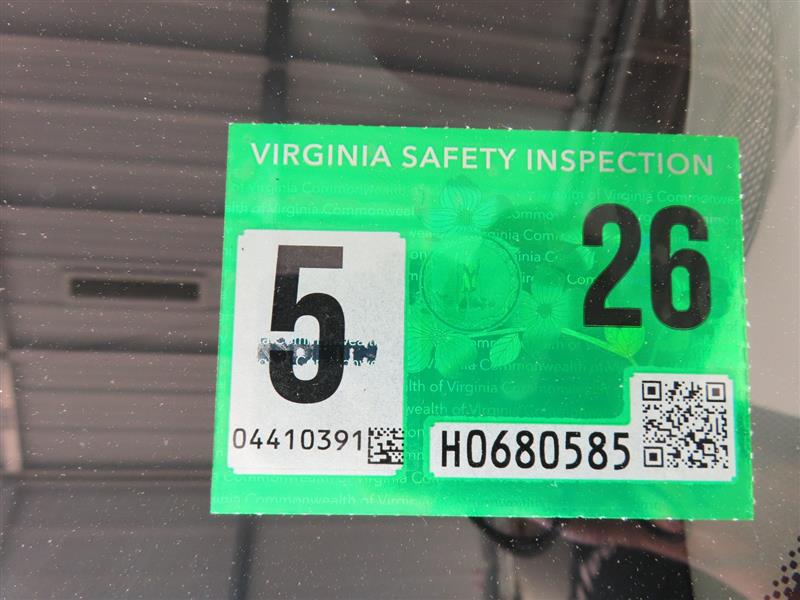 VIRGINIA SAFETY INSPECTION
5
26
04410391
H0680585